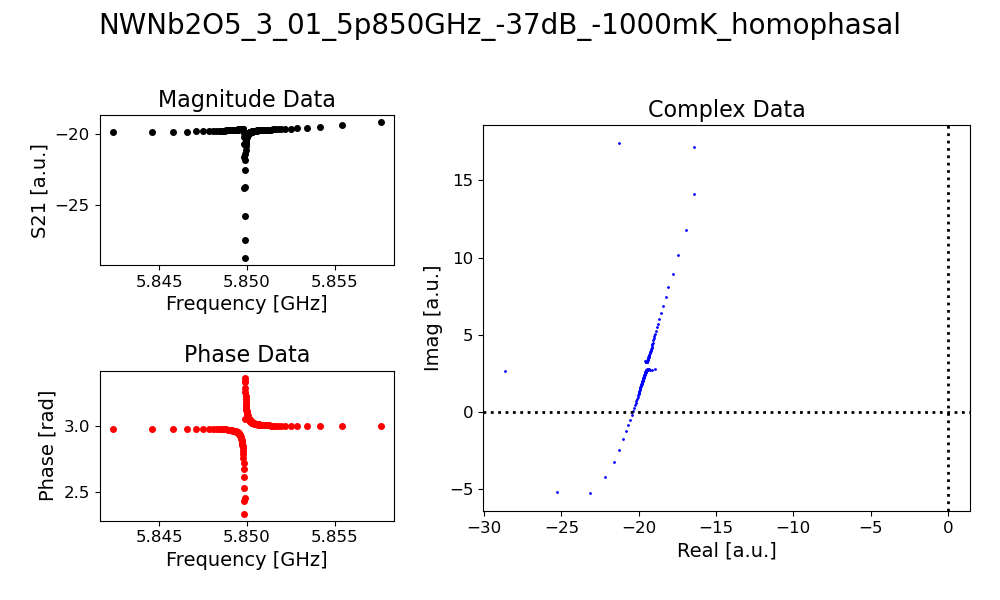 NWNb2O5_3_01_5p850GHz_-37dB_-1000mK_homophasal
Magnitude Data
S21 [a.u.]
−20
−25
5.845 5.850 5.855
Frequency [GHz]
Phase Data
Phase [rad]
3.0
2.5
5.845 5.850 5.855
Frequency [GHz]
Complex Data
Imag [a.u.]
15
10
5
0
−5
−30 −25 −20 −15 −10 −5 0
Real [a.u.]